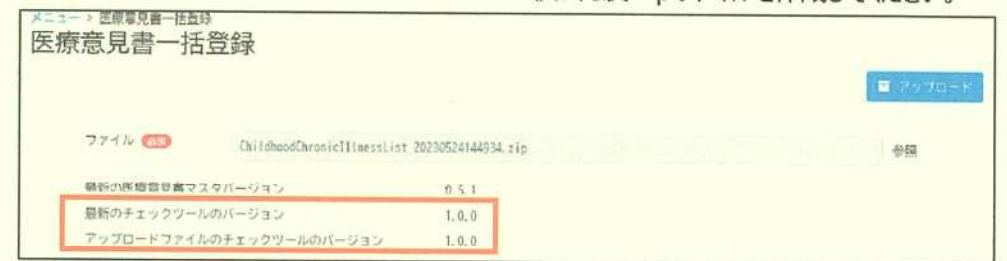 メニュー > 医療意見書一括登録
医療意見書一括登録
アップロード
ファイル 必須 ChildhoodChronicIllnessList_20230524144934.zip 参照
最新の医療意見書マスタバージョン 0.5.1
最新のチェックツールのバージョン 1.0.0
アップロードファイルのチェックツールのバージョン 1.0.0